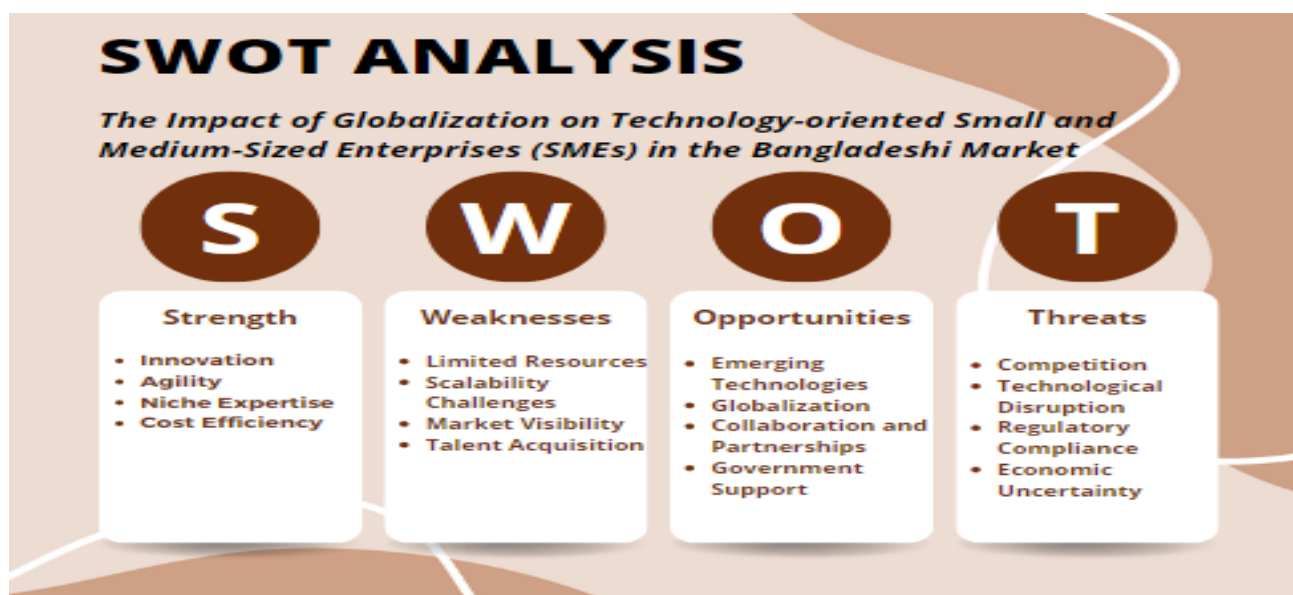 SWOT ANALYSIS
The Impact of Globalization on Technology-oriented Small and
Medium-Sized Enterprises (SMEs) in the Bangladeshi Market
S
W
O
T
Strength
• Innovation
• Agility
• Niche Expertise
• Cost Efficiency
Weaknesses
• Limited Resources
• Scalability
Challenges
• Market Visibility
• Talent Acquisition
Opportunities
• Emerging
Technologies
• Globalization
• Collaboration and
Partnerships
• Government
Support
Threats
• Competition
• Technological
Disruption
• Regulatory
Compliance
• Economic
Uncertainty